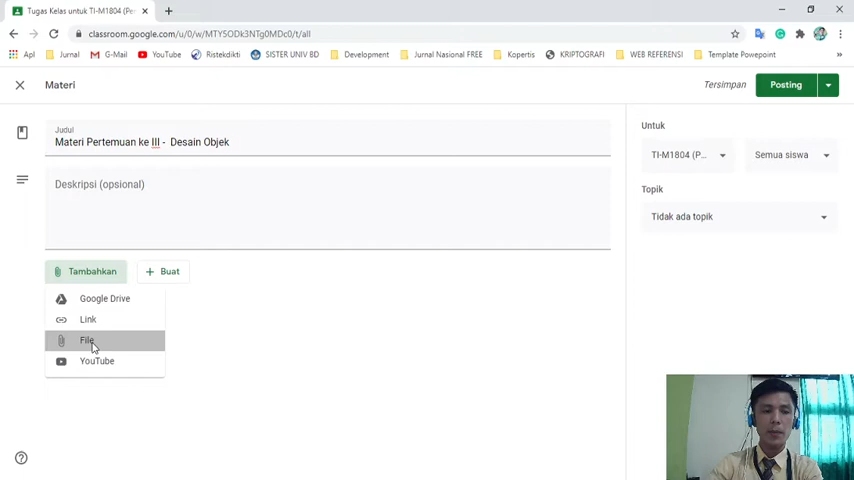 Tugas Kelas untuk TI-M1804 (Pe
classroom.google.com/u/0/w/MTY5ODk3NTg0MDc0/t/all
Apl
Jurnal
G-Mail
YouTube
Ristekdikti
SISTER UNIV BD
Development
Jurnal Nasional FREE
Kopertis
KRIPTOGRAFI
WEB REFERENSI
Template Powepoint
»
Materi
Tersimpan
Posting
Judul
Materi Pertemuan ke III - Desain Objek
Deskripsi (opsional)
Tambahkan
Buat
Google Drive
Link
File
YouTube
Untuk
TI-M1804 (P...
Semua siswa
Topik
Tidak ada topik